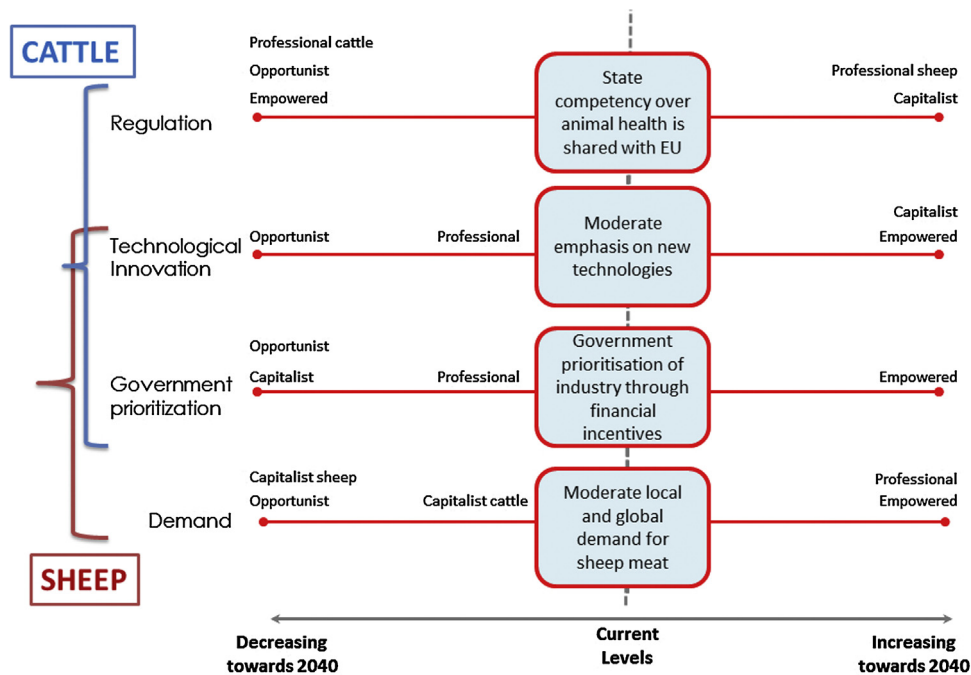 CATTLE
Professional cattle
Opportunist
Empowered
Regulation
State
competency over
animal health is
shared with EU
Professional sheep
Capitalist
Technological
Innovation
Opportunist
Professional
Moderate
emphasis on new
technologies
Capitalist
Empowered
Government
prioritization
Opportunist
Capitalist
Professional
Government
prioritisation of
industry through
financial
incentives
Empowered
Demand
Capitalist sheep
Opportunist
Capitalist cattle
Moderate local
and global
demand for
sheep meat
Professional
Empowered
SHEEP
Decreasing
towards 2040
Current
Levels
Increasing
towards 2040